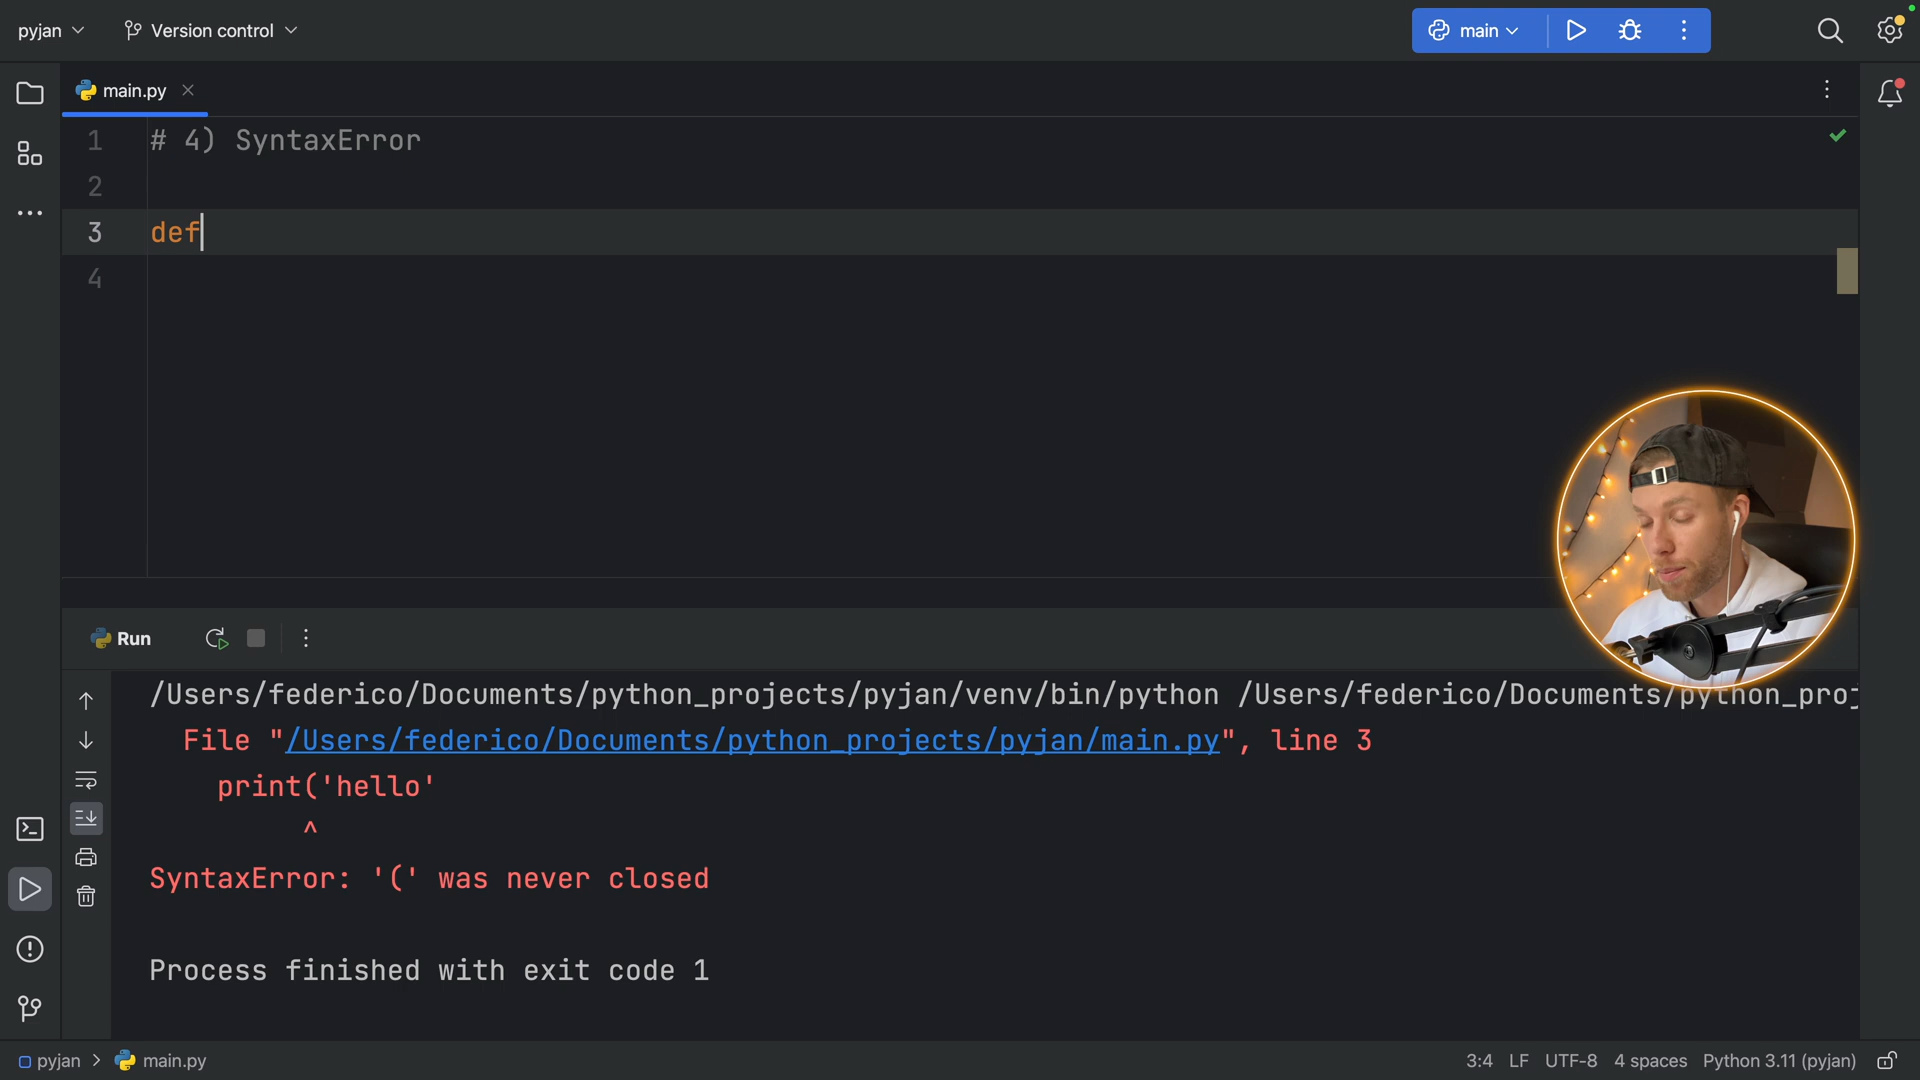 pyjan
Version control
main
main.py
1 # 4) SyntaxError
2
3 def
4
Run
/Users/federico/Documents/python_projects/pyjan/venv/bin/python /Users/federico/Documents/python_proj
File "/Users/federico/Documents/python_projects/pyjan/main.py", line 3
print('hello'
^
SyntaxError: '(' was never closed
Process finished with exit code 1
pyjan > main.py
3:4 LF UTF-8 4 spaces Python 3.11 (pyjan)